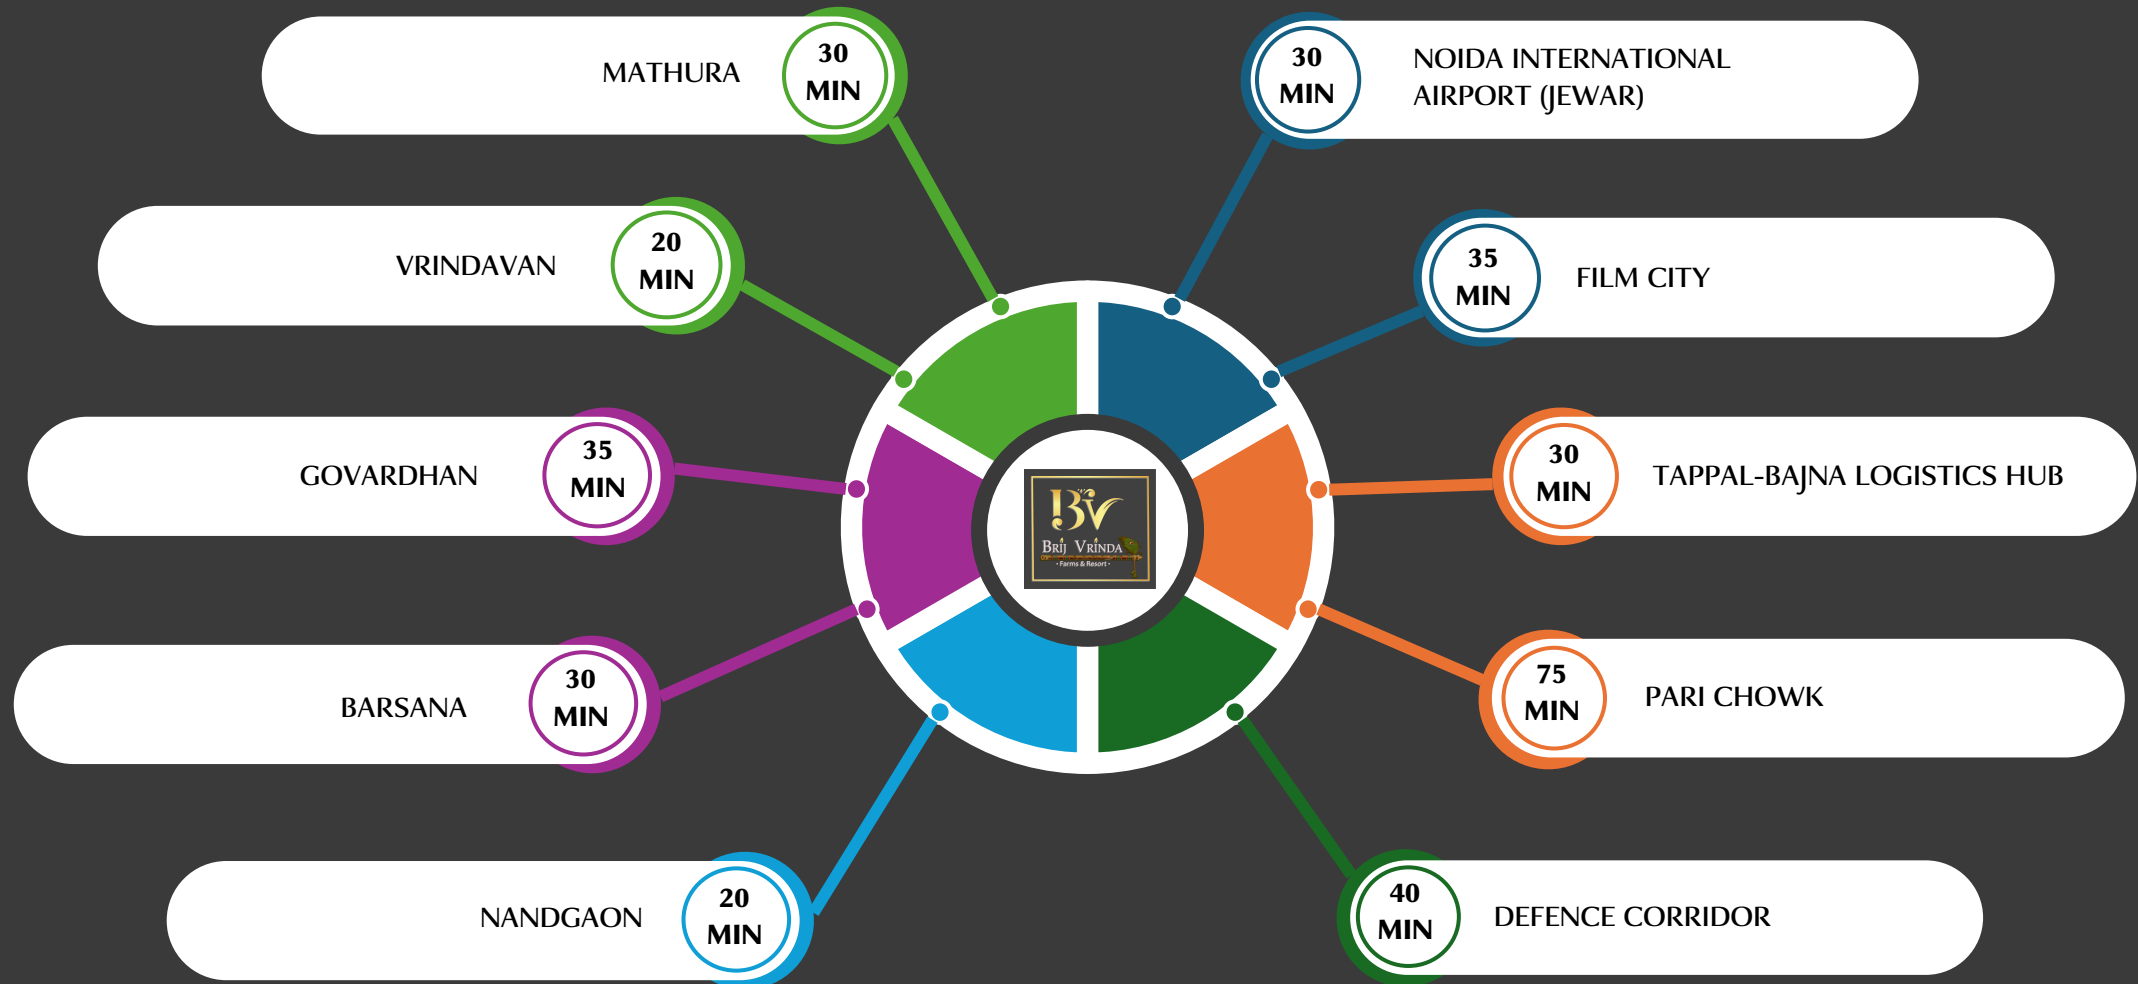 MATHURA
30
MIN
VRINDAVAN
20
MIN
GOVARDHAN
35
MIN
BARSANA
30
MIN
NANDGAON
20
MIN
BV
BRIJ VRINDA
• Farms & Resort •
30
MIN
NOIDA INTERNATIONAL
AIRPORT (JEWAR)
35
MIN
FILM CITY
30
MIN
TAPPAL-BAJNA LOGISTICS HUB
75
MIN
PARI CHOWK
40
MIN
DEFENCE CORRIDOR